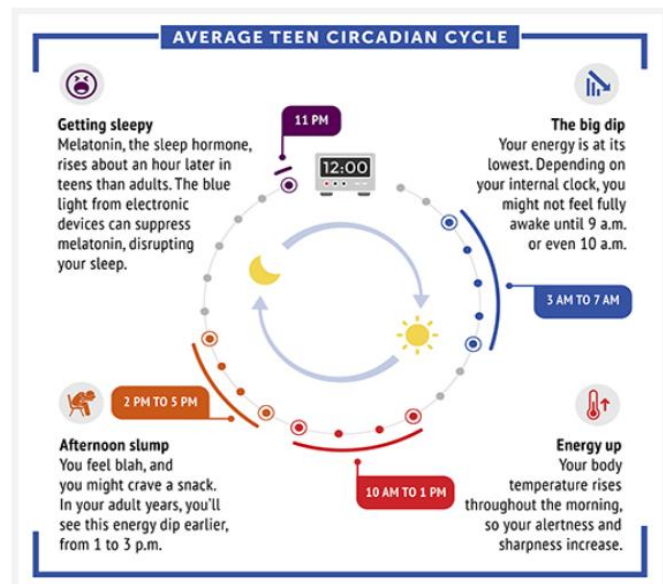 AVERAGE TEEN CIRCADIAN CYCLE
Getting sleepy
Melatonin, the sleep hormone,
rises about an hour later in
teens than adults. The blue
light from electronic
devices can suppress
melatonin, disrupting
your sleep.
11 PM
12:00
The big dip
Your energy is at its
lowest. Depending on
your internal clock, you
might not feel fully
awake until 9 a.m.
or even 10 a.m.
3 AM TO 7 AM
2 PM TO 5 PM
Afternoon slump
You feel blah, and
you might crave a snack.
In your adult years, you’ll
see this energy dip earlier,
from 1 to 3 p.m.
10 AM TO 1 PM
Energy up
Your body
temperature rises
throughout the morning,
so your alertness and
sharpness increase.